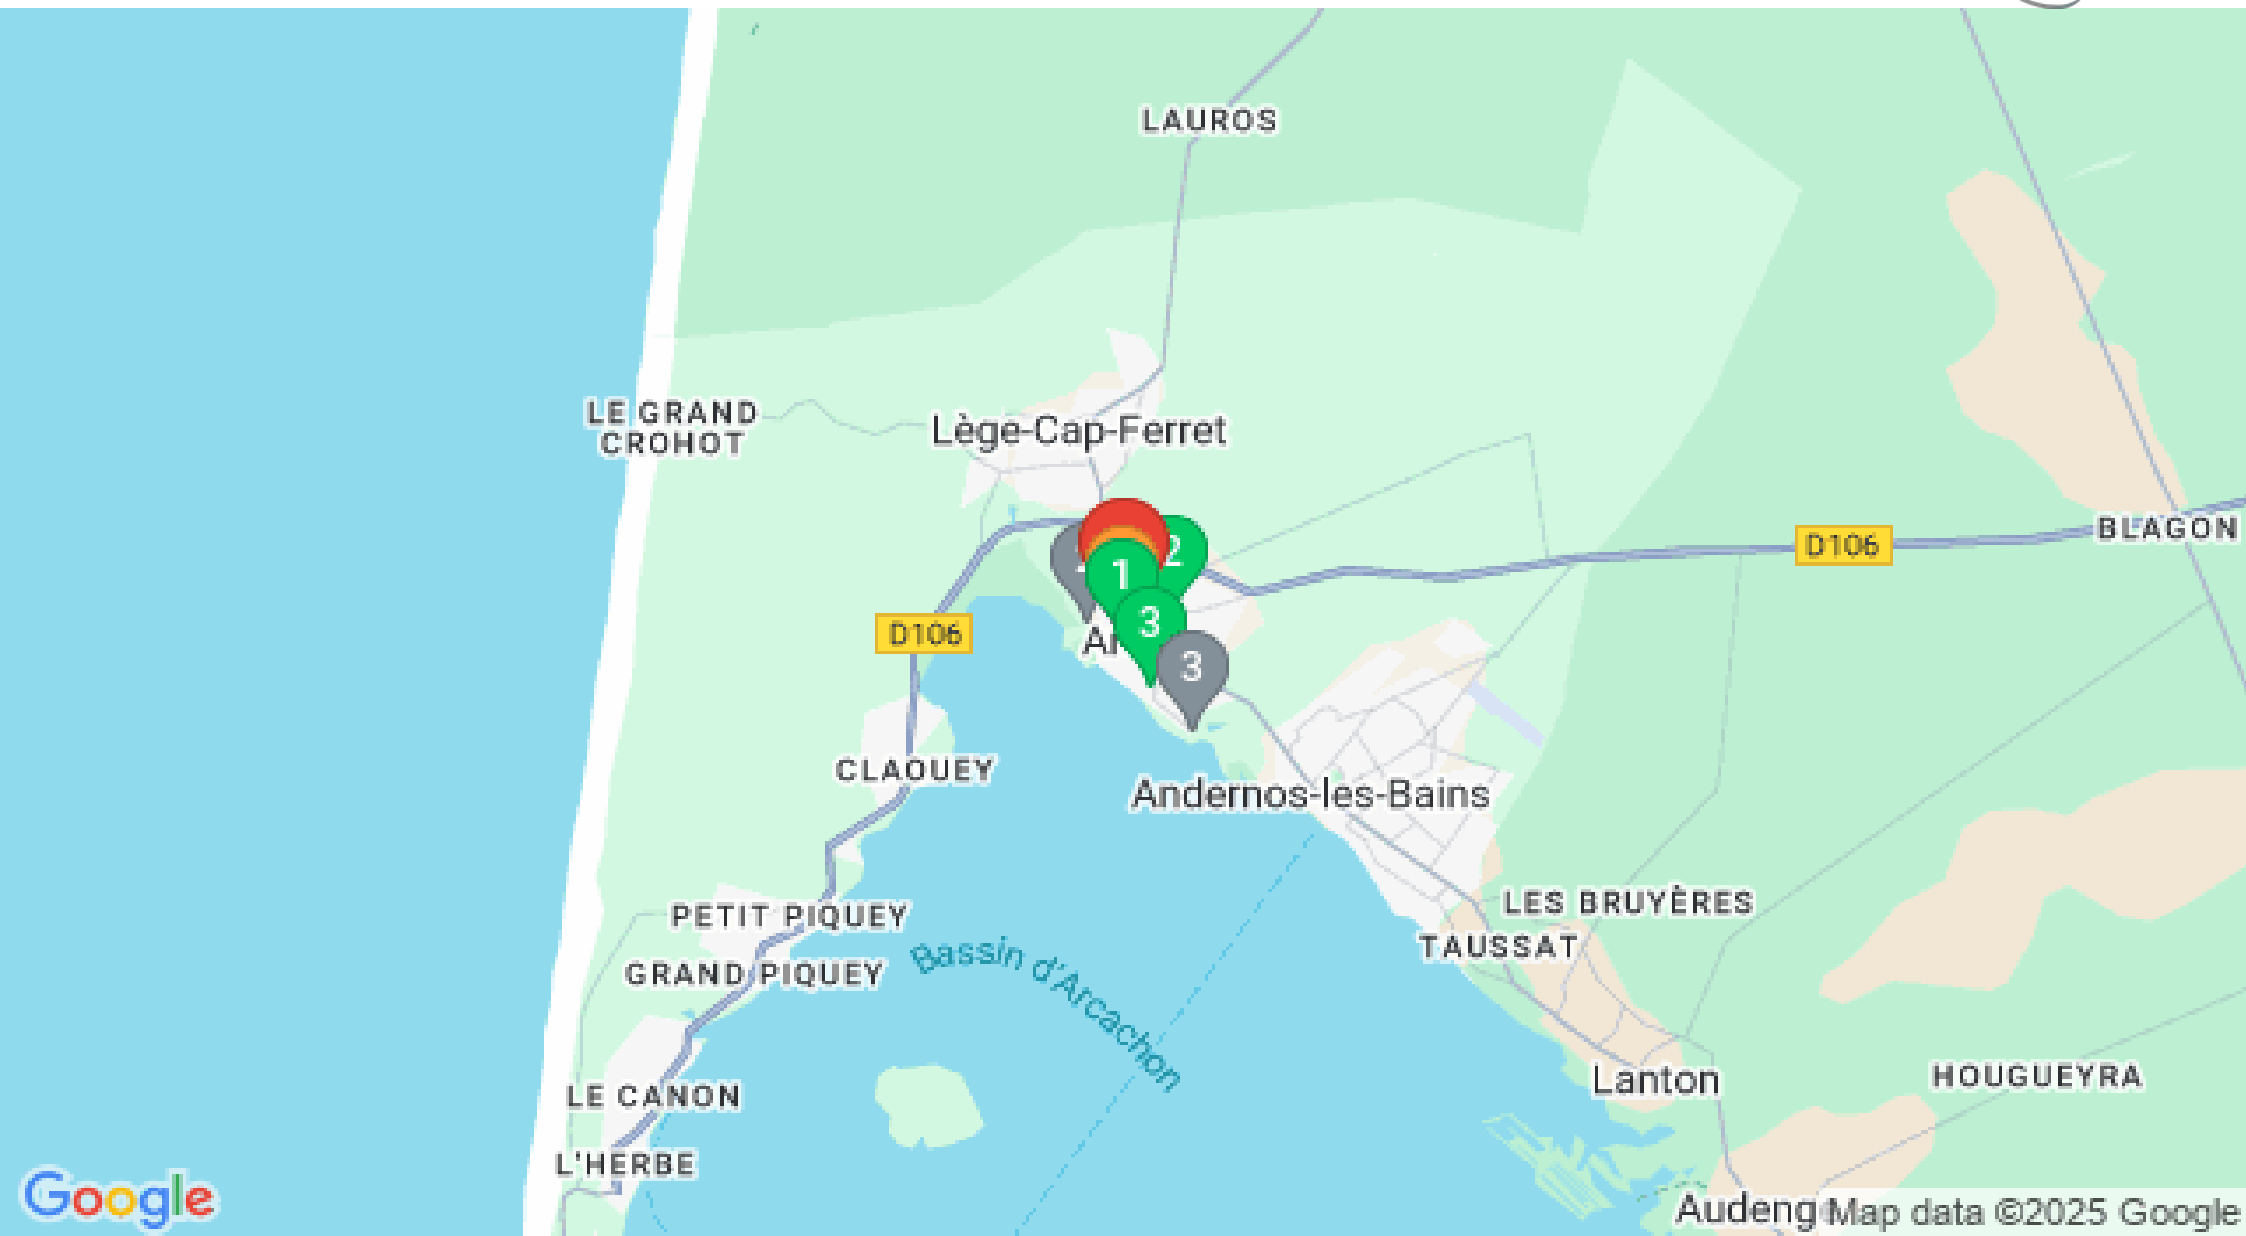 LAUROS
LE GRAND
CROHOT
Lège-Cap-Ferret
BLAGON
D106
2
1
3
D106
3
CLAOUEY
Andernos-les-Bains
LES BRUYÈRES
PETIT PIQUEY
TAUSSAT
GRAND PIQUEY
Bassin d'Arcachon
HOUGUEYRA
Lanton
LE CANON
L'HERBE
Google
Audeng
Map data ©2025 Google